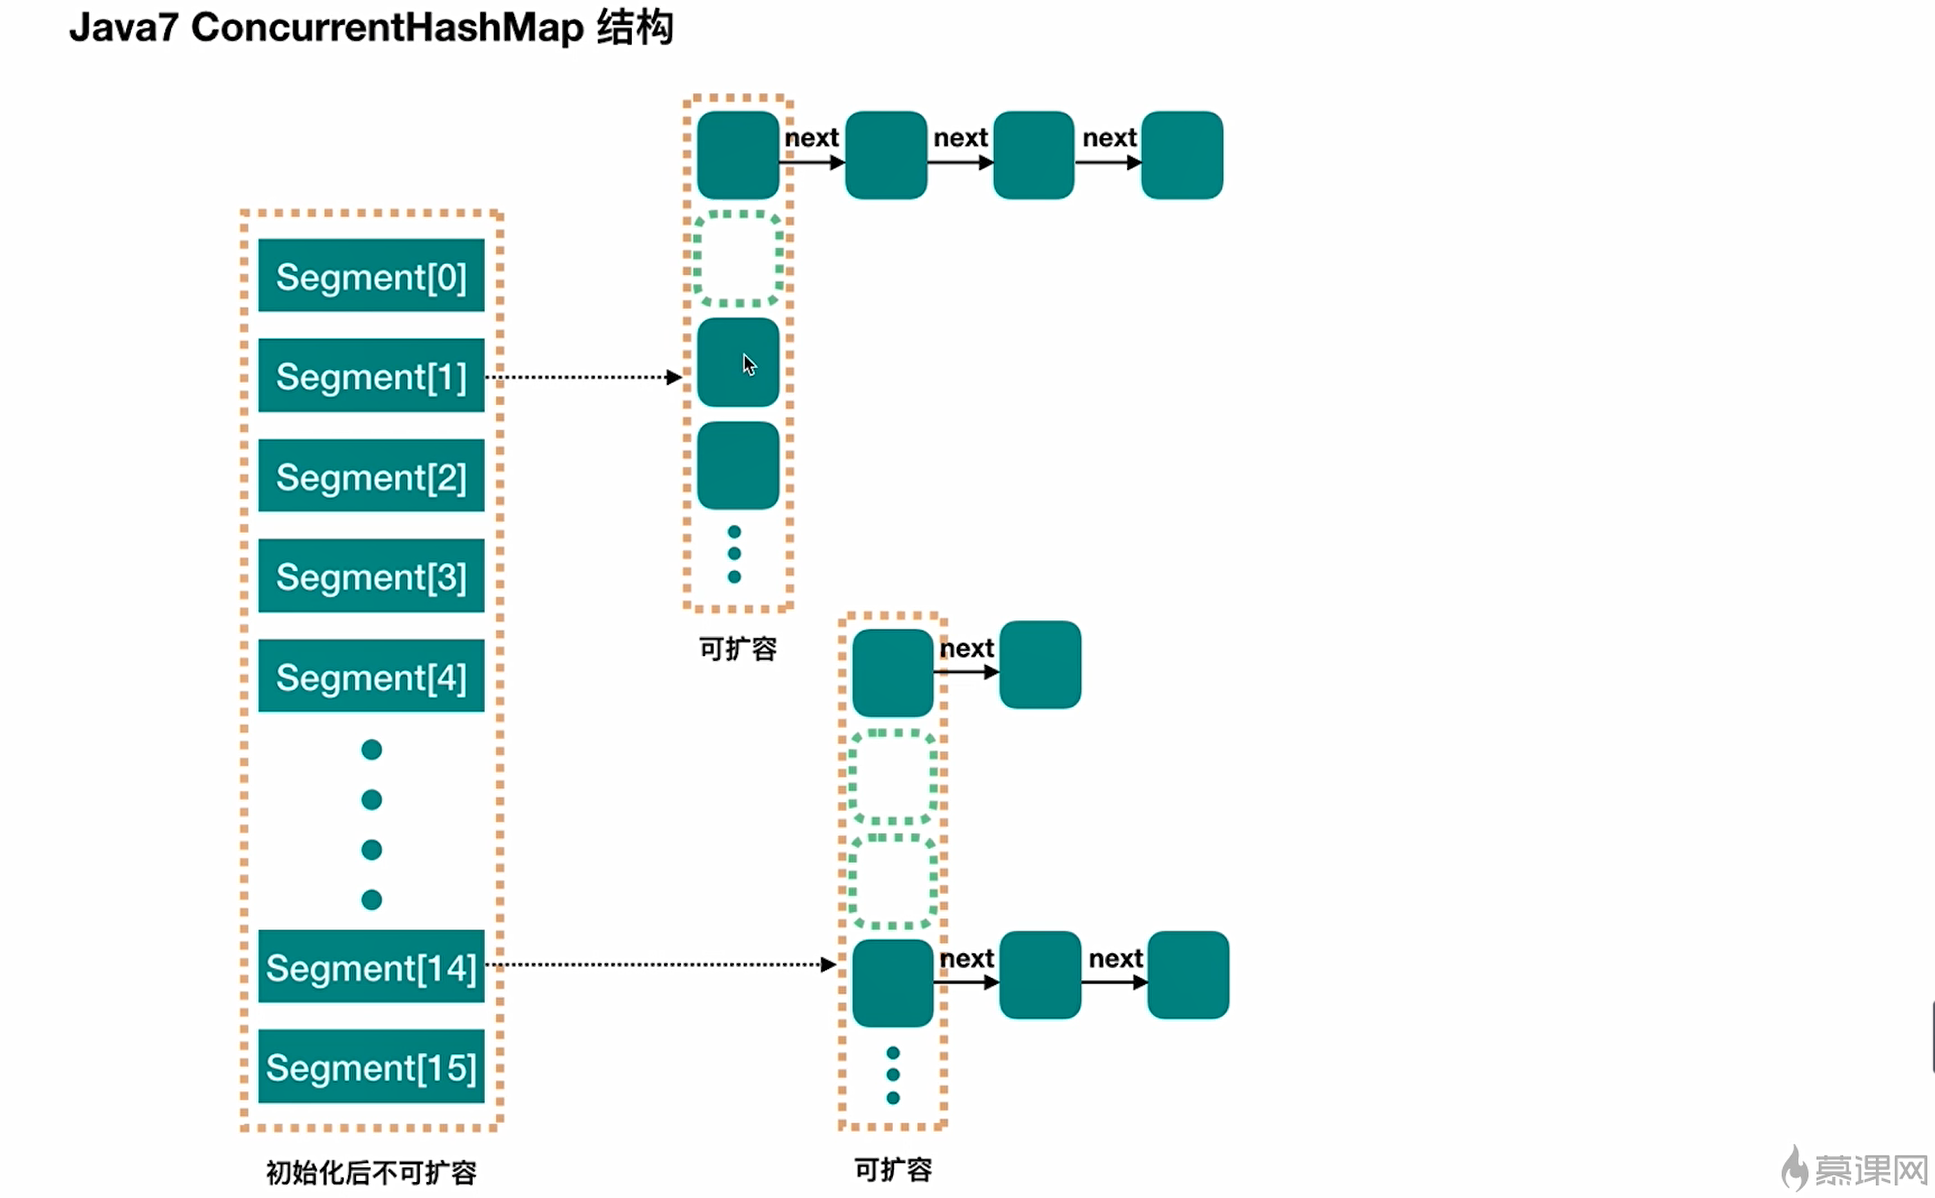 Java7 ConcurrentHashMap 结构
next next next
Segment[0]
Segment[1]
Segment[2]
Segment[3]
Segment[4]
可扩容
next
Segment[14]
next next
Segment[15]
初始化后不可扩容
可扩容
慕课网